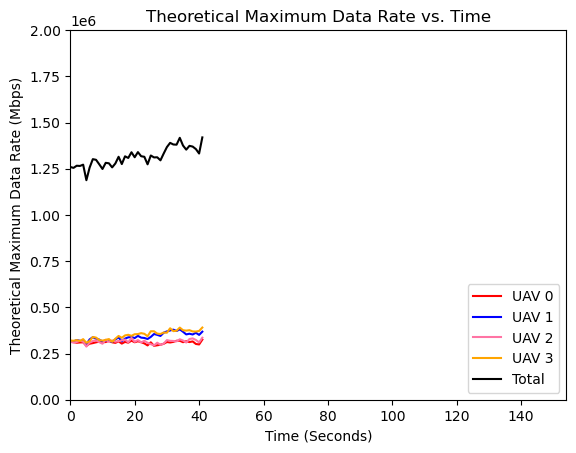 Theoretical Maximum Data Rate vs. Time
1e6
2.00
1.75
1.50
1.25
1.00
0.75
0.50
0.25
0.00
Theoretical Maximum Data Rate (Mbps)
0 20 40 60 80 100 120 140
Time (Seconds)
UAV 0
UAV 1
UAV 2
UAV 3
Total